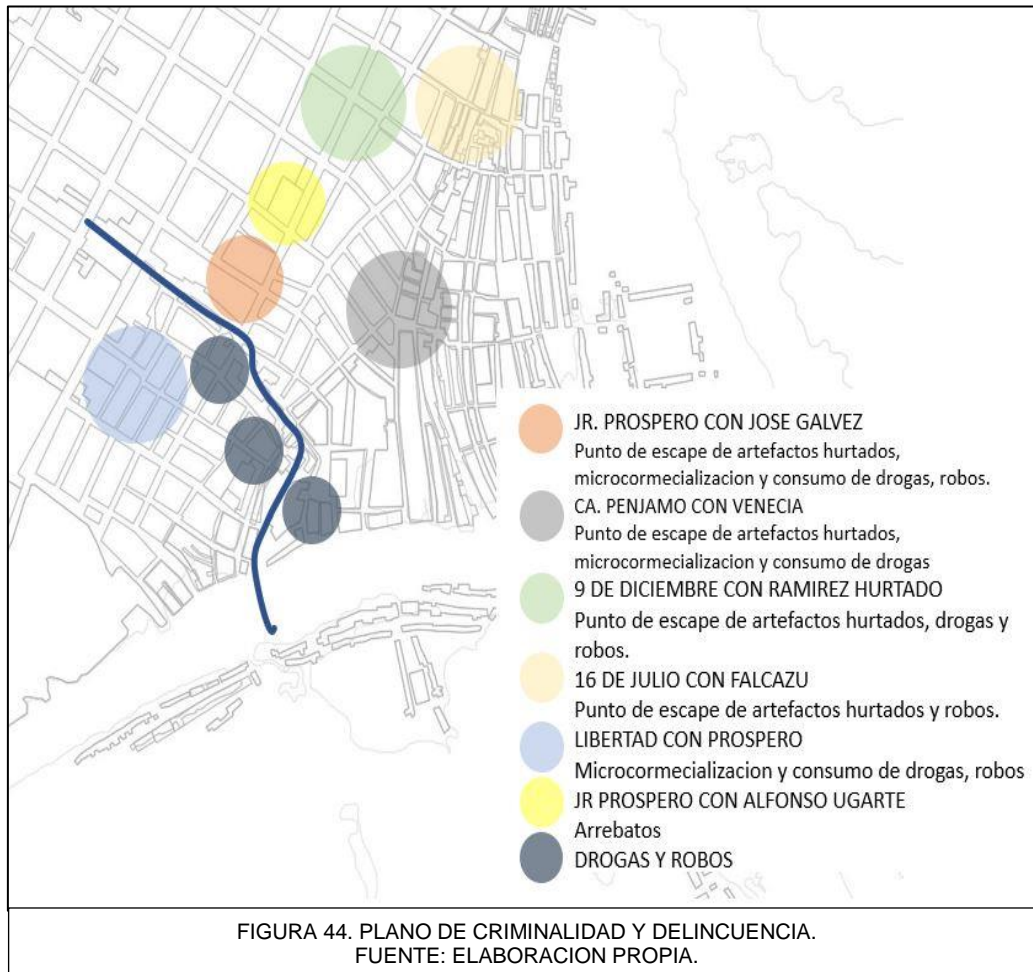 JR. PROSPERO CON JOSE GALVEZ
Punto de escape de artefactos hurtados,
microcormecializacion y consumo de drogas, robos.
CA. PENJAMO CON VENECIA
Punto de escape de artefactos hurtados,
microcormecializacion y consumo de drogas
9 DE DICIEMBRE CON RAMIREZ HURTADO
Punto de escape de artefactos hurtados, drogas y
robos.
16 DE JULIO CON FALCAZU
Punto de escape de artefactos hurtados y robos.
LIBERTAD CON PROSPERO
Microcormecializacion y consumo de drogas, robos
JR PROSPERO CON ALFONSO UGARTE
Arrebatos
DROGAS Y ROBOS
FIGURA 44. PLANO DE CRIMINALIDAD Y DELINCUENCIA.
FUENTE: ELABORACION PROPIA.